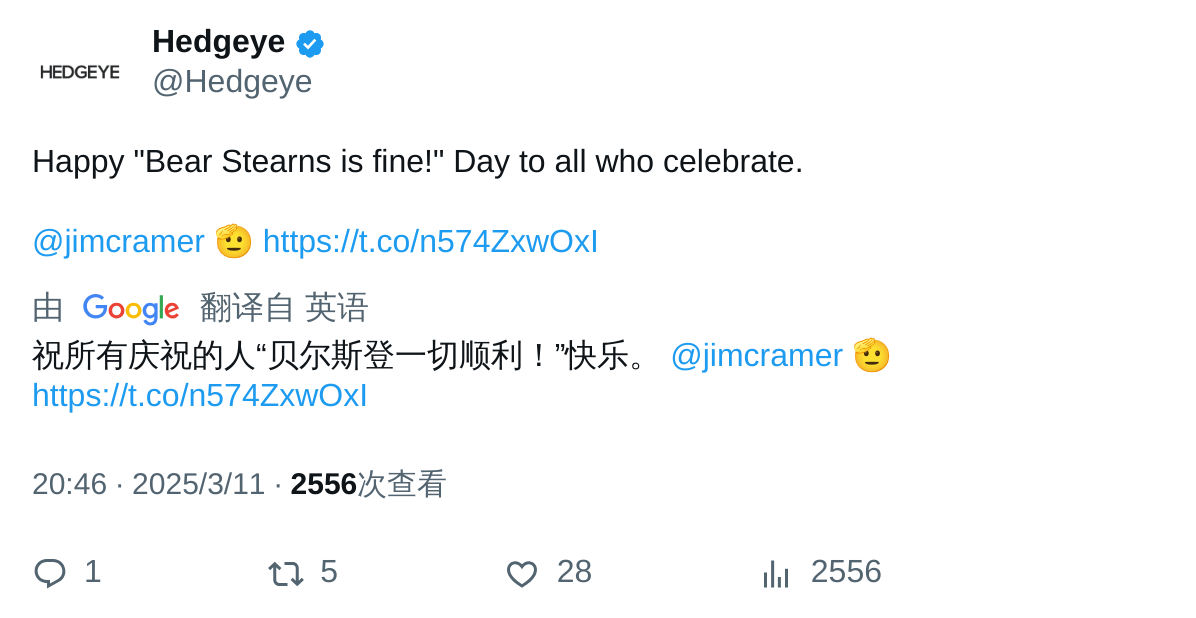 Hedgeye
HEDGEYE
@Hedgeye
Happy "Bear Stearns is fine!" Day to all who celebrate.
@jimcramer 🫡 https://t.co/n574ZxwOxI
由 Google 翻译自 英语
祝所有庆祝的人“贝尔斯登一切顺利！”快乐。 @jimcramer 🫡
https://t.co/n574ZxwOxI
20:46 · 2025/3/11 · 2556次查看
1 5 28 2556